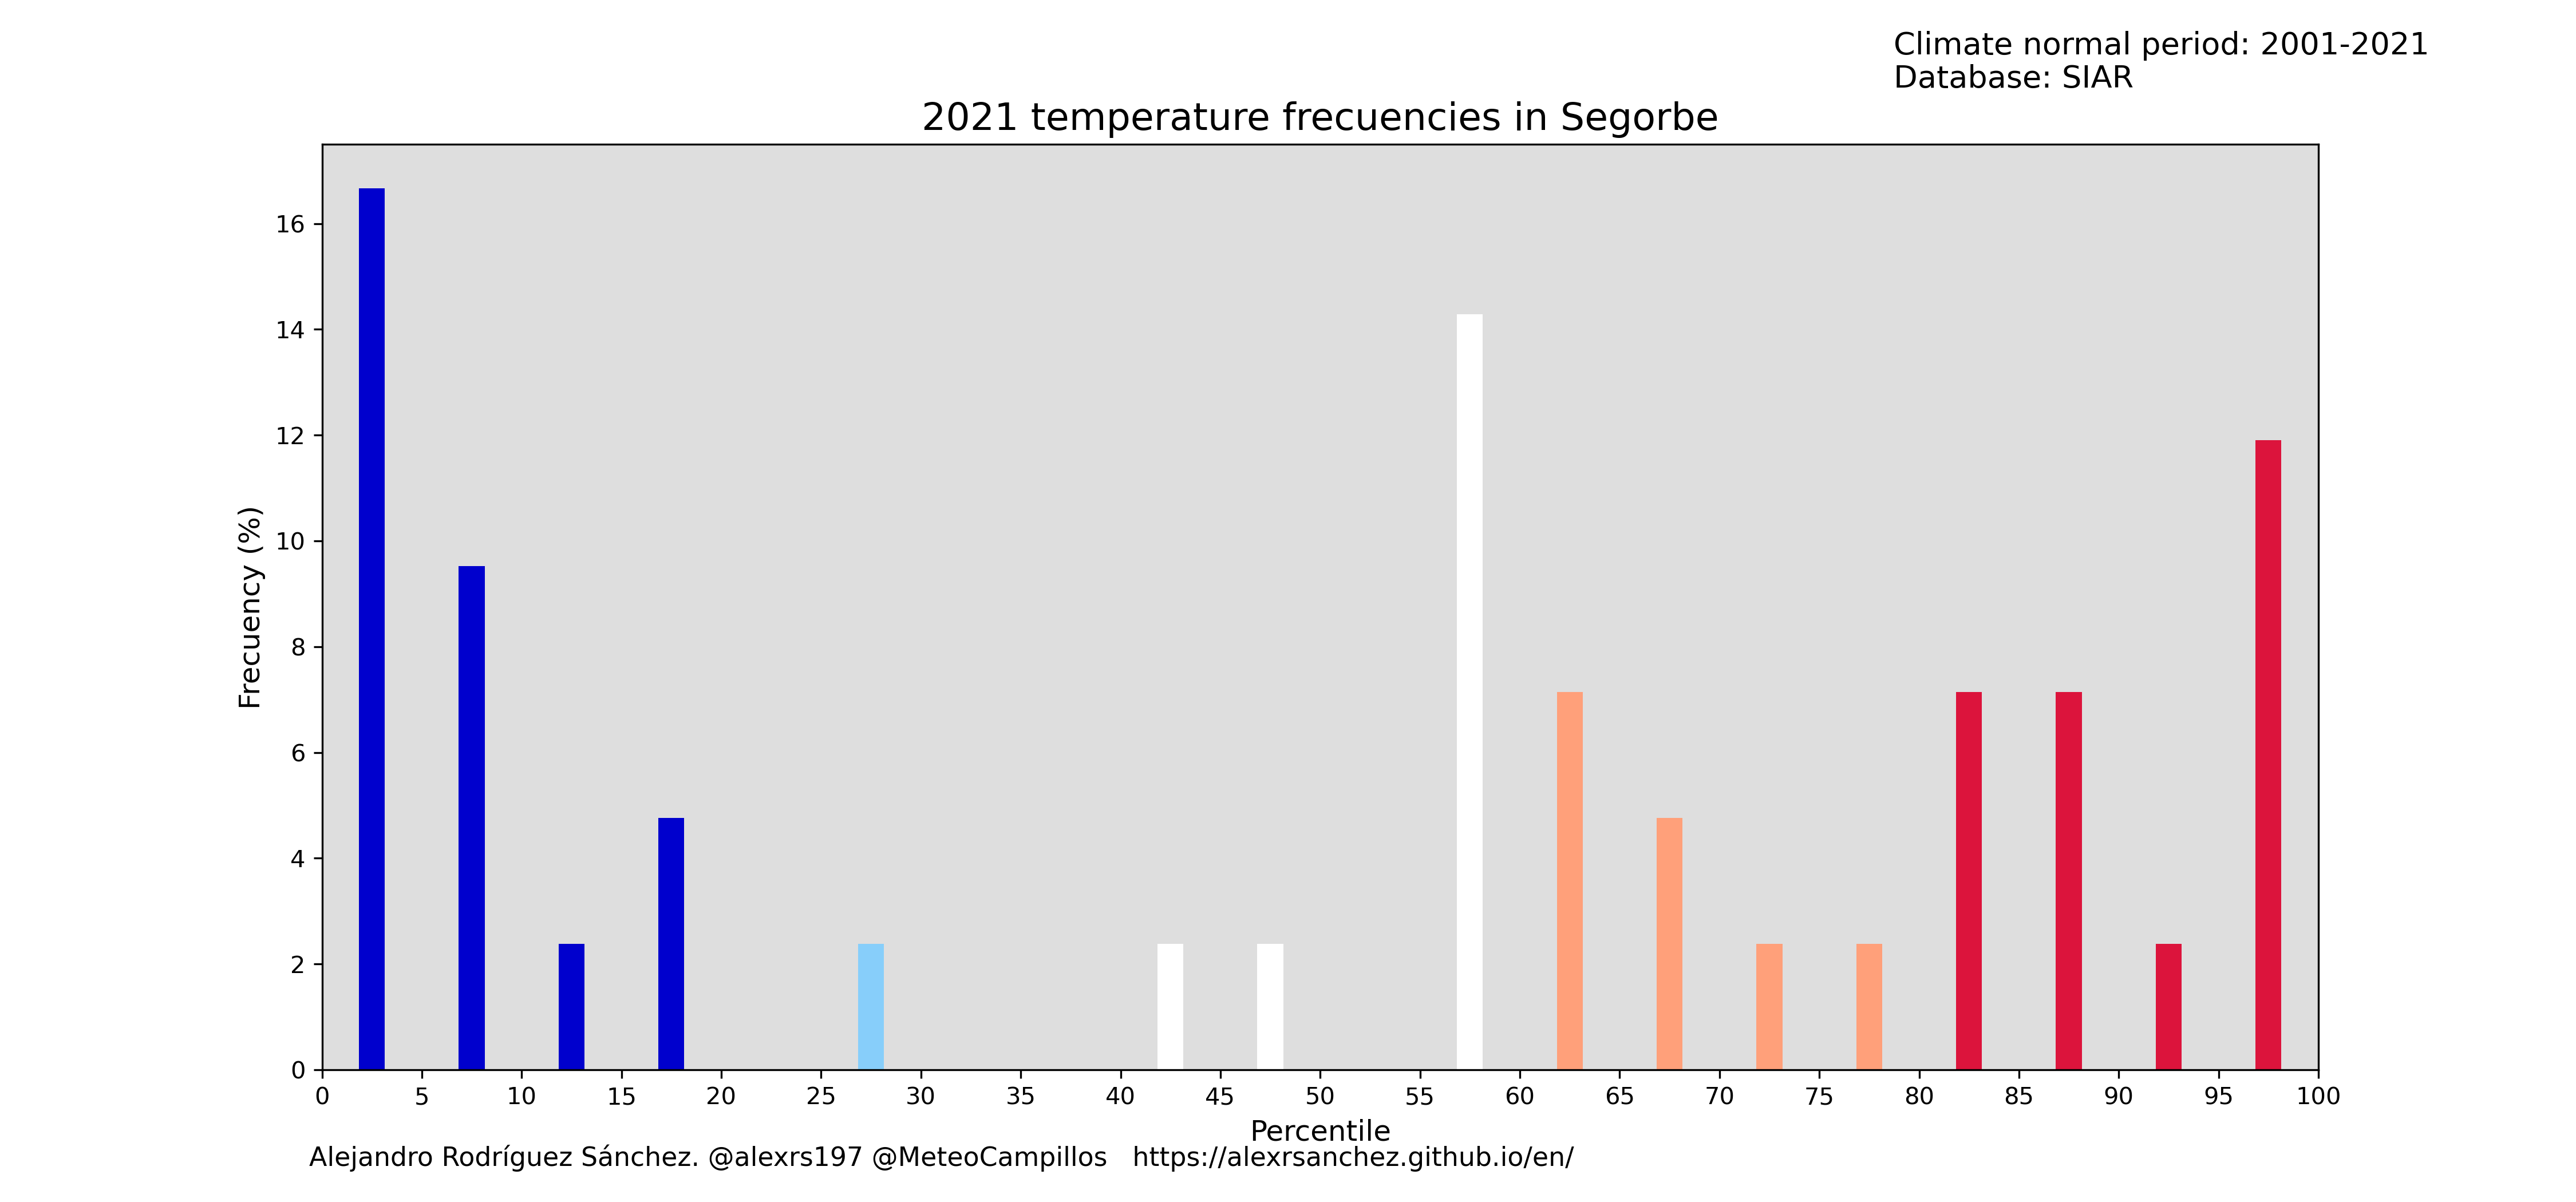 Climate normal period: 2001-2021
Database: SIAR
2021 temperature frecuencies in Segorbe
Frecuency (%)
16
14
12
10
8
6
4
2
0
0 5 10 15 20 25 30 35 40 45 50 55 60 65 70 75 80 85 90 95 100
Percentile
Alejandro Rodríguez Sánchez. @alexrs197 @MeteoCampillos https://alexrsanchez.github.io/en/